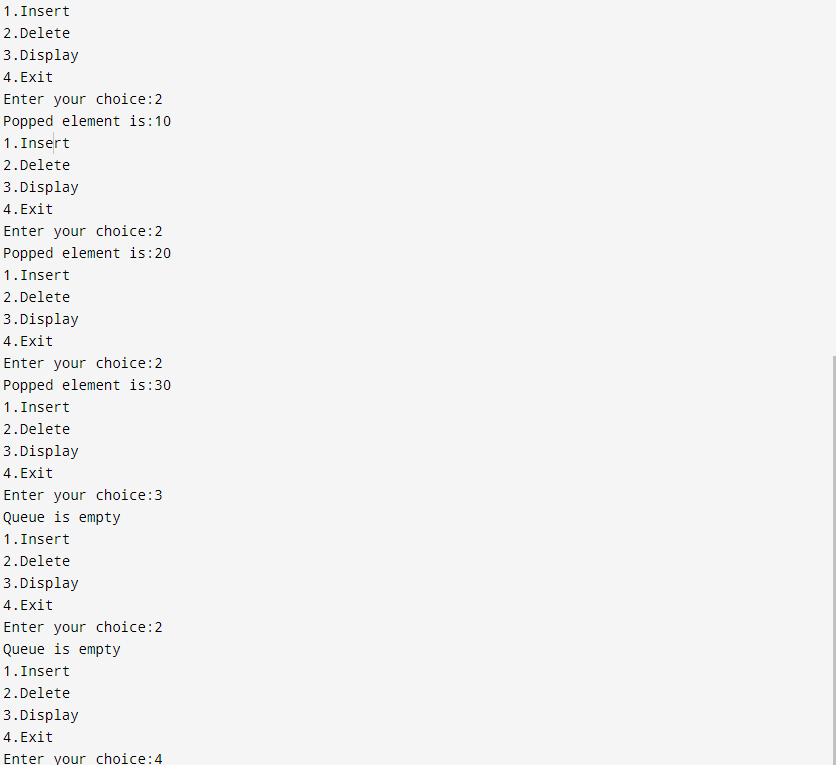 1.Insert
2.Delete
3.Display
4.Exit
Enter your choice:2
Popped element is:10
1.Insert
2.Delete
3.Display
4.Exit
Enter your choice:2
Popped element is:20
1.Insert
2.Delete
3.Display
4.Exit
Enter your choice:2
Popped element is:30
1.Insert
2.Delete
3.Display
4.Exit
Enter your choice:3
Queue is empty
1.Insert
2.Delete
3.Display
4.Exit
Enter your choice:2
Queue is empty
1.Insert
2.Delete
3.Display
4.Exit
Enter your choice:4